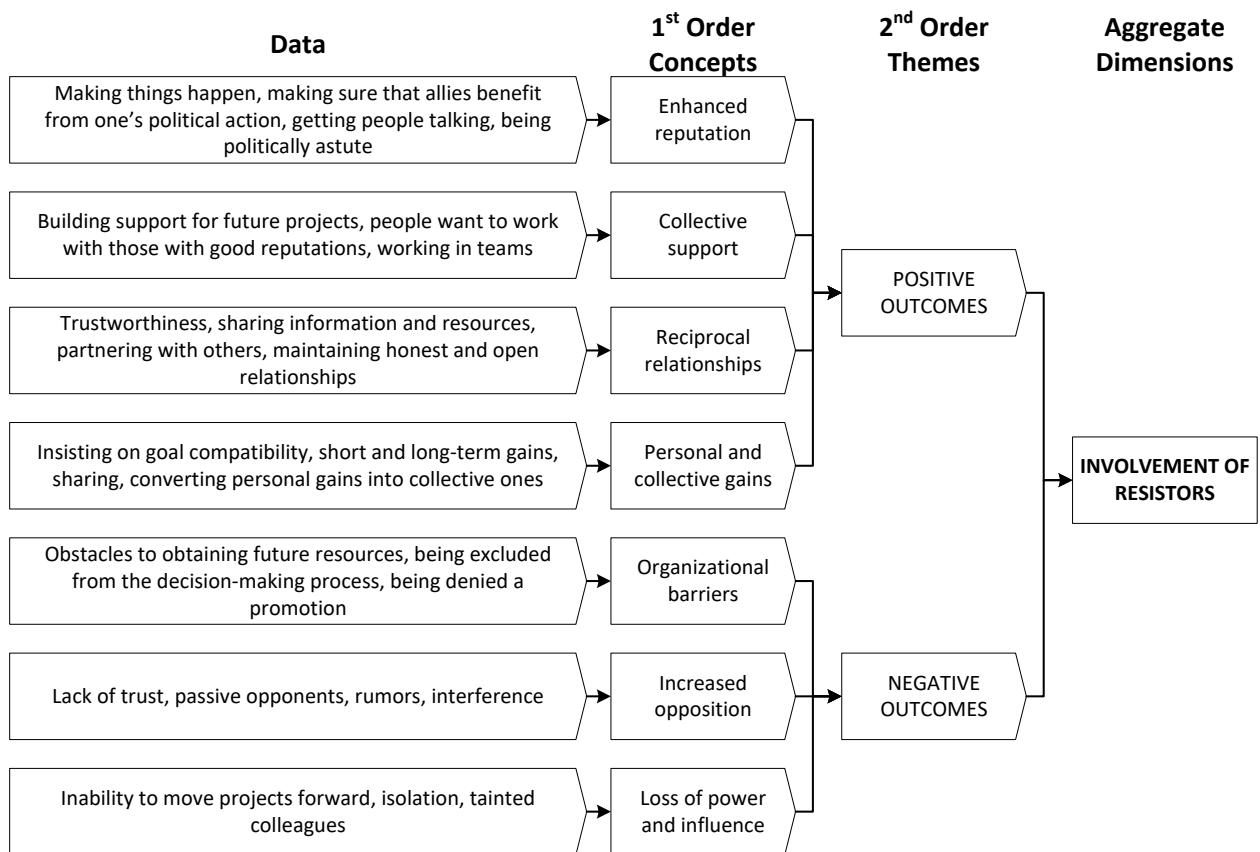 Data
1st Order
Concepts
2nd Order
Themes
Aggregate
Dimensions
Making things happen, making sure that allies benefit
from one's political action, getting people talking, being
politically astute
Enhanced
reputation
Building support for future projects, people want to work
with those with good reputations, working in teams
Collective
support
Trustworthiness, sharing information and resources,
partnering with others, maintaining honest and open
relationships
Reciprocal
relationships
Insisting on goal compatibility, short and long-term gains,
sharing, converting personal gains into collective ones
Personal and
collective gains
POSITIVE
OUTCOMES
Obstacles to obtaining future resources, being excluded
from the decision-making process, being denied a
promotion
Organizational
barriers
Lack of trust, passive opponents, rumors, interference
Increased
opposition
Inability to move projects forward, isolation, tainted
colleagues
Loss of power
and influence
NEGATIVE
OUTCOMES
INVOLVEMENT OF
RESISTORS